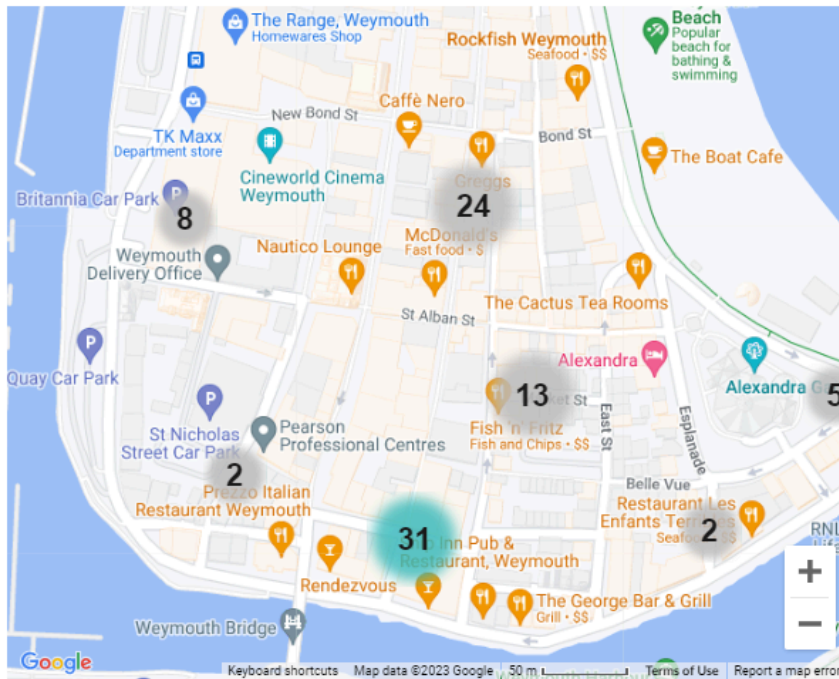 Beach
Popular
beach for
bathing &
swimming
The Range, Weymouth
Homewares Shop
Rockfish Weymouth
Seafood • $$
Caffè Nero
New Bond St
Bond St
TK Maxx
Department store
Cineworld Cinema
Weymouth
The Boat Cafe
Greggs
Britannia Car Park
P
8
24
McDonald's
Fast food • $
Weymouth
Delivery Office
Nautico Lounge
The Cactus Tea Rooms
St Alban St
P
Quay Car Park
Alexandra
Alexandra
5
13
Fish 'n' Fritz
Fish and Chips • $$
East St
Esplanade
P
St Nicholas
Street Car Park
Pearson
Professional Centres
2
Prezzo Italian
Restaurant Weymouth
Belle Vue
Restaurant Les
Enfants
2
$$
31
Inn Pub &
Restaurant, Weymouth
RNL
Rendezvous
The George Bar & Grill
Grill • $$
Weymouth Bridge
+
−
Google
Keyboard shortcuts
Map data ©2023 Google
50 m
Terms of Use
Report a map error